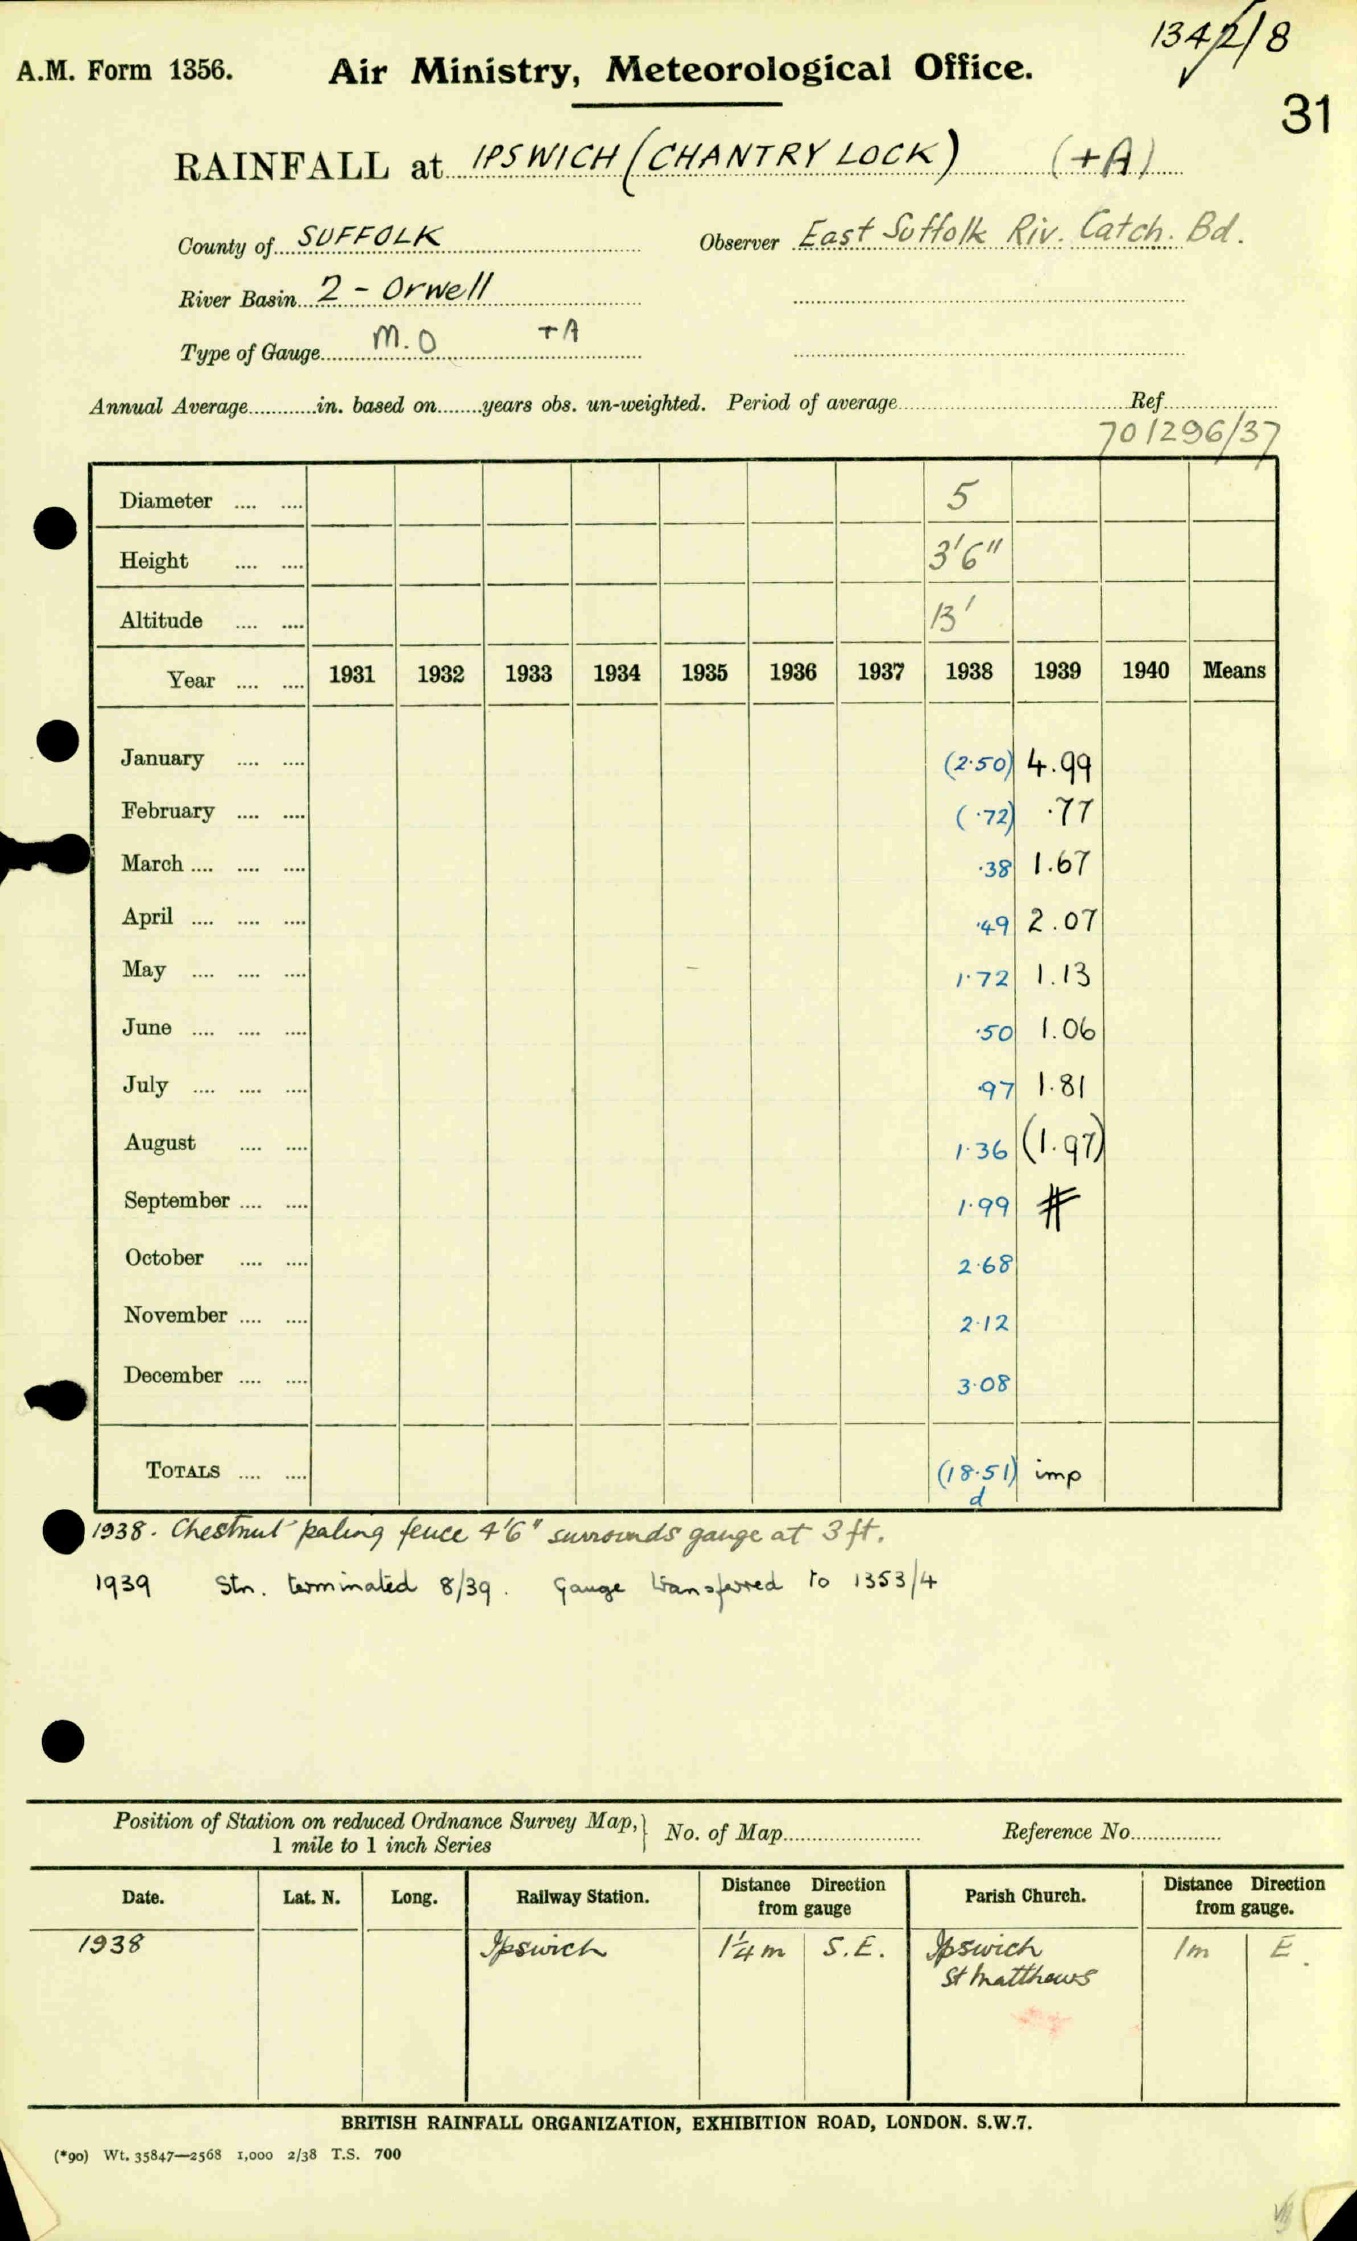 1342/8
A.M. Form 1356. Air Ministry, Meteorological Office.
31
RAINFALL at IPSWICH (CHANTRY LOCK) (+A)
County of SUFFOLK Observer East Suffolk Riv. Catch. Bd.
River Basin 2 - Orwell
Type of Gauge M.O +A
Annual Average............in. based on........years obs. un-weighted. Period of average Ref.
701296/37
Diameter .... .... 5
Height .... .... 3'6"
Altitude .... .... 13'
Year .... .... 1931 1932 1933 1934 1935 1936 1937 1938 1939 1940 Means
January .... .... (2.50) 4.99
February .... .... (.72) .77
March .... .... .... .38 1.67
April .... .... .... .49 2.07
May .... .... .... 1.72 1.13
June .... .... .... .50 1.06
July .... .... .... .97 1.81
August .... .... 1.36 (1.97)
September .... .... 1.99 #
October .... .... 2.68
November .... .... 2.12
December .... .... 3.08
TOTALS .... .... (18.51) imp
d
1938. Chestnut paling fence 4'6" surrounds gauge at 3 ft.
1939 Stn. terminated 8/39. Gauge transferred to 1353/4
Position of Station on reduced Ordnance Survey Map,} No. of Map Reference No.
1 mile to 1 inch Series
Date. Lat. N. Long. Railway Station. Distance Direction from gauge Parish Church. Distance Direction from gauge.
1938 Ipswich 1¼ m S.E. Ipswich 1m E.
St Matthews
BRITISH RAINFALL ORGANIZATION, EXHIBITION ROAD, LONDON. S.W.7.
(*90) Wt. 35847—2568 1,000 2/38 T.S. 700